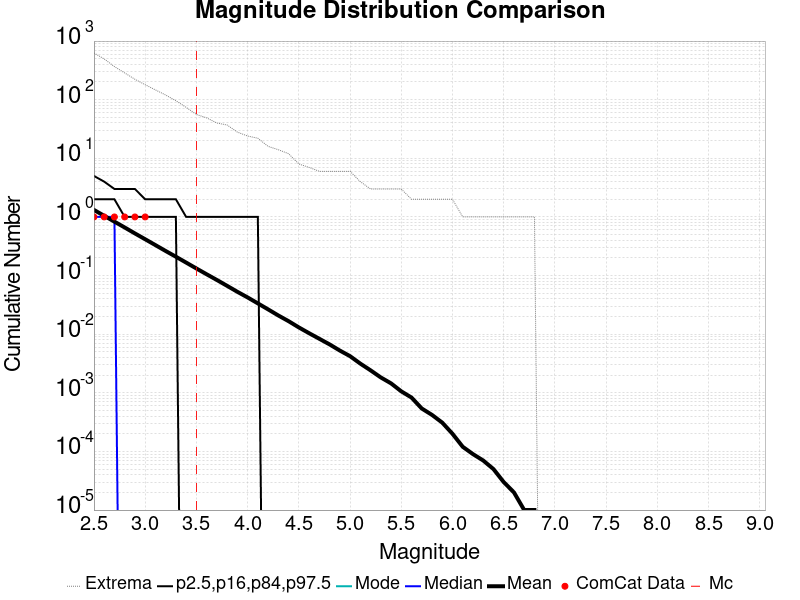 Magnitude Distribution Comparison
10^3
10^2
10^1
10^0
10^-1
10^-2
10^-3
10^-4
10^-5
Cumulative Number
2.5 3.0 3.5 4.0 4.5 5.0 5.5 6.0 6.5 7.0 7.5 8.0 8.5 9.0
Magnitude
Extrema p2.5,p16,p84,p97.5 Mode Median Mean ComCat Data Mc